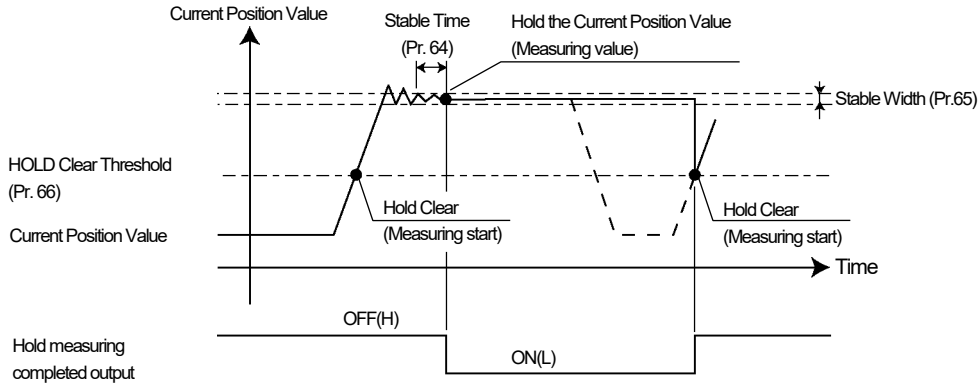 Current Position Value
Stable Time
(Pr. 64)
Hold the Current Position Value
(Measuring value)
Stable Width (Pr.65)
HOLD Clear Threshold
(Pr. 66)
Hold Clear
(Measuring start)
Hold Clear
(Measuring start)
Current Position Value
Time
OFF(H)
Hold measuring
completed output
ON(L)